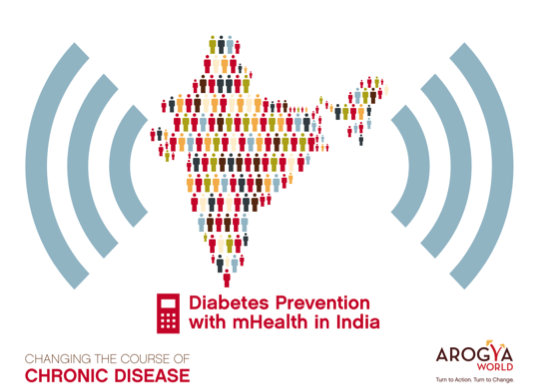 Diabetes Prevention
with mHealth in India
CHANGING THE COURSE OF
CHRONIC DISEASE
AROGYA
WORLD
Turn to Action. Turn to Change.